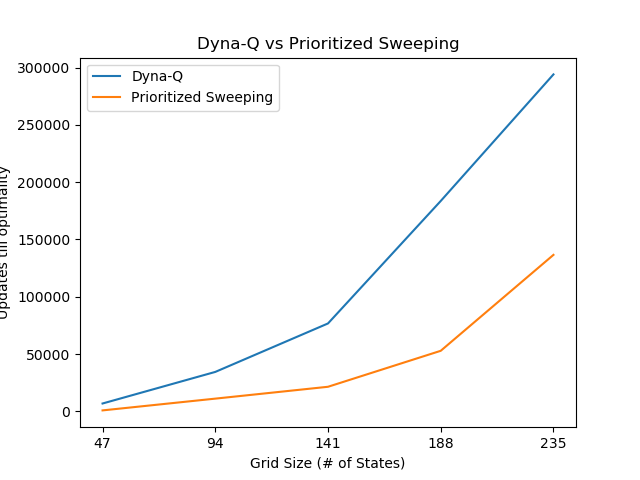 Dyna-Q vs Prioritized Sweeping
Dyna-Q
Prioritized Sweeping
300000
250000
200000
150000
100000
50000
0
Updates till optimality
47 94 141 188 235
Grid Size (# of States)